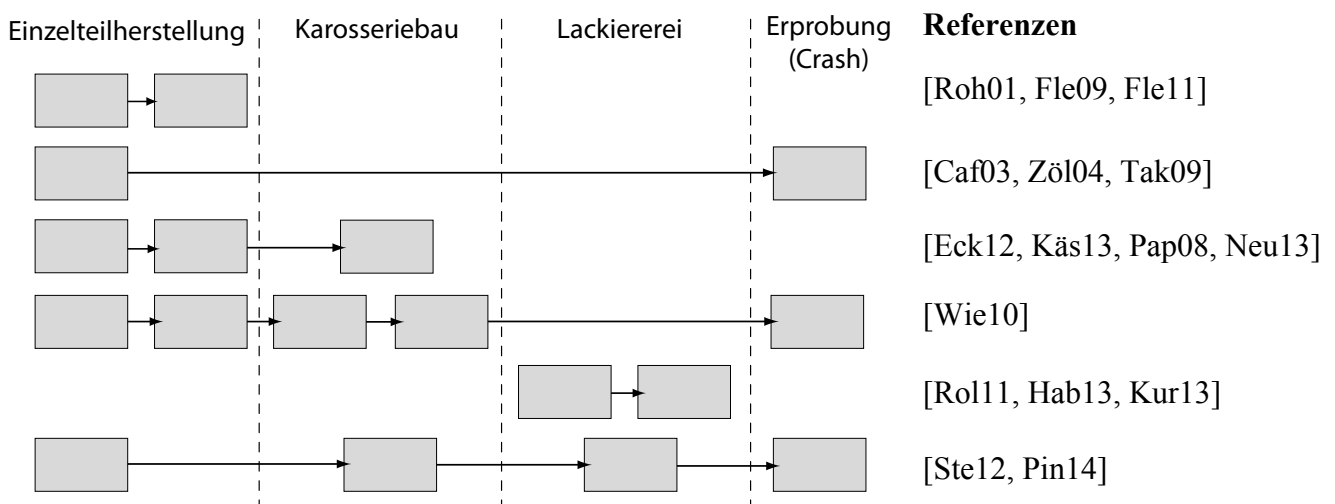 Einzelteilherstellung
Karosseriebau
Lackiererei
Erprobung
(Crash)
Referenzen
[Roh01, Fle09, Fle11]
[Caf03, Zöl04, Tak09]
[Eck12, Käs13, Pap08, Neu13]
[Wie10]
[Rol11, Hab13, Kur13]
[Ste12, Pin14]